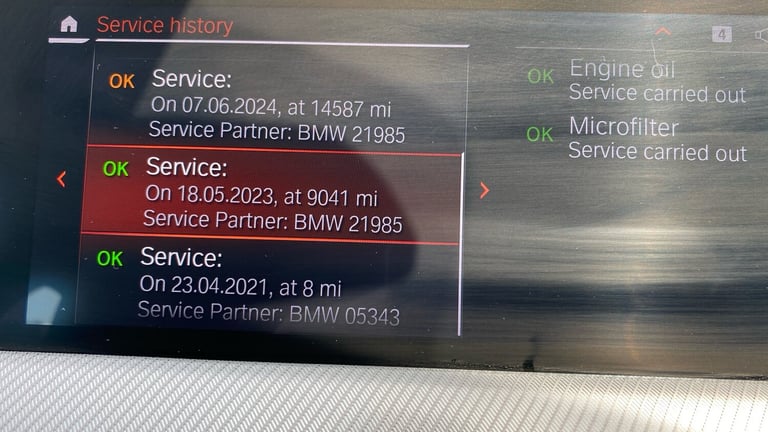 Service history
4
OK Service:
On 07.06.2024, at 14587 mi
Service Partner: BMW 21985
OK Service:
On 18.05.2023, at 9041 mi
Service Partner: BMW 21985
OK Service:
On 23.04.2021, at 8 mi
Service Partner: BMW 05343
OK Engine oil
Service carried out
OK Microfilter
Service carried out